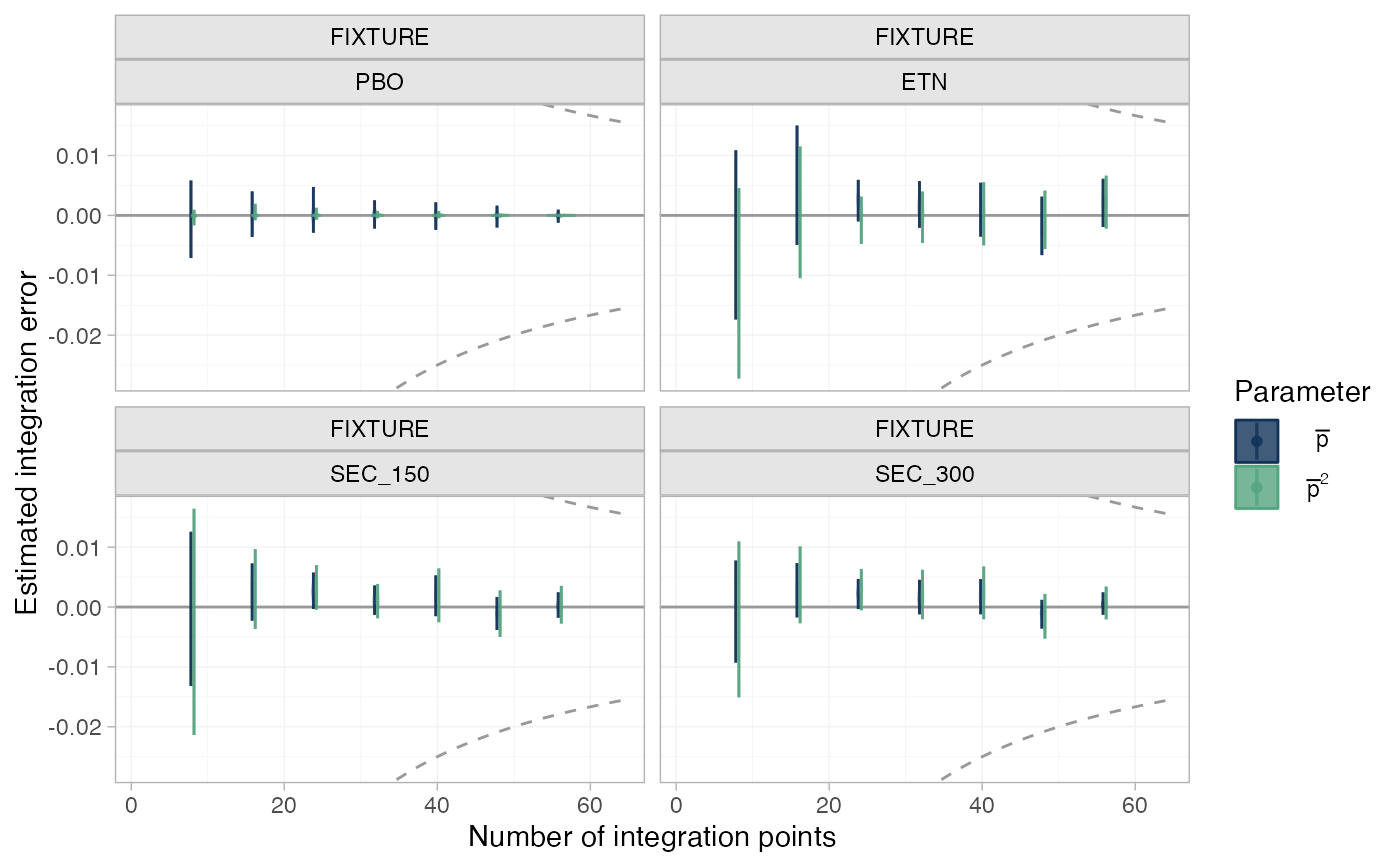 FIXTURE
FIXTURE
PBO
ETN
0.01
0.00
-0.01
-0.02
FIXTURE
FIXTURE
SEC_150
SEC_300
0.01
0.00
-0.01
-0.02
0 20 40 60
0 20 40 60
Number of integration points
Estimated integration error
Parameter
p̅
p̅²